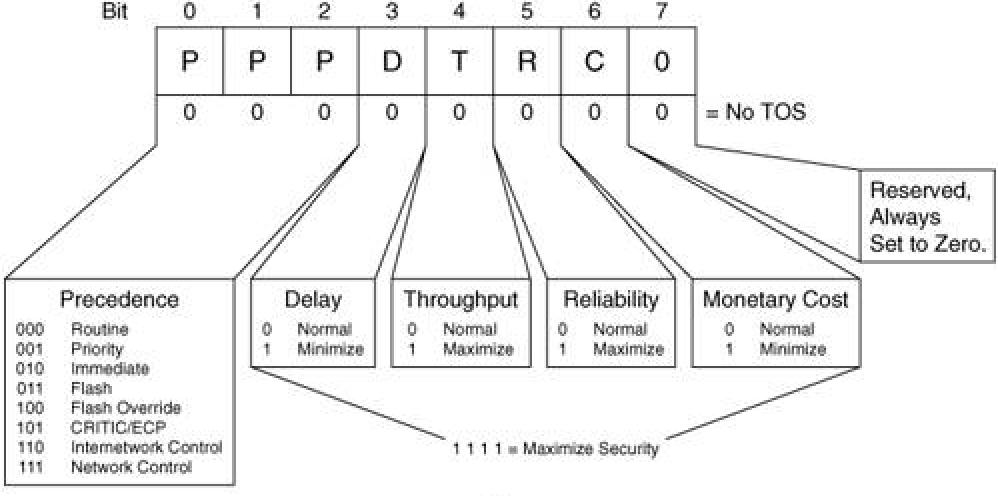 Bit 0 1 2 3 4 5 6 7
P P P D T R C 0
0 0 0 0 0 0 0 0 = No TOS
Reserved,
Always
Set to Zero.
Precedence
000 Routine
001 Priority
010 Immediate
011 Flash
100 Flash Override
101 CRITIC/ECP
110 Internetwork Control
111 Network Control
Delay
0 Normal
1 Minimize
Throughput
0 Normal
1 Maximize
Reliability
0 Normal
1 Maximize
Monetary Cost
0 Normal
1 Minimize
1 1 1 1 = Maximize Security